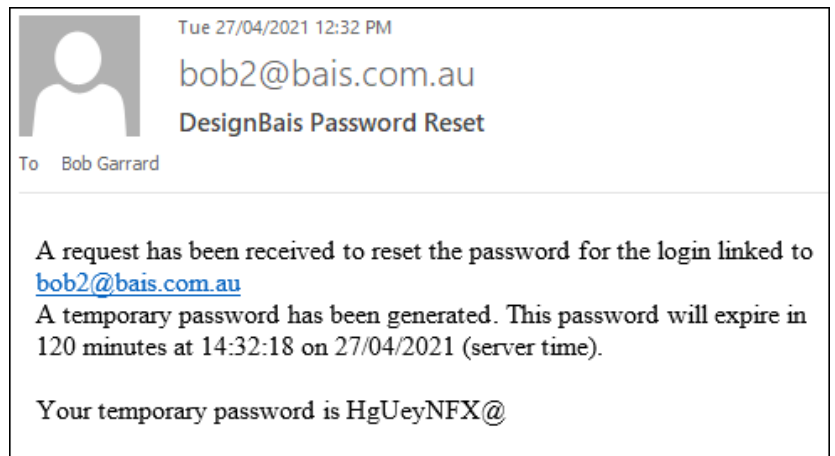 Tue 27/04/2021 12:32 PM
bob2@bais.com.au
DesignBais Password Reset
To Bob Garrard
A request has been received to reset the password for the login linked to
bob2@bais.com.au
A temporary password has been generated. This password will expire in
120 minutes at 14:32:18 on 27/04/2021 (server time).
Your temporary password is HgUeyNFX@